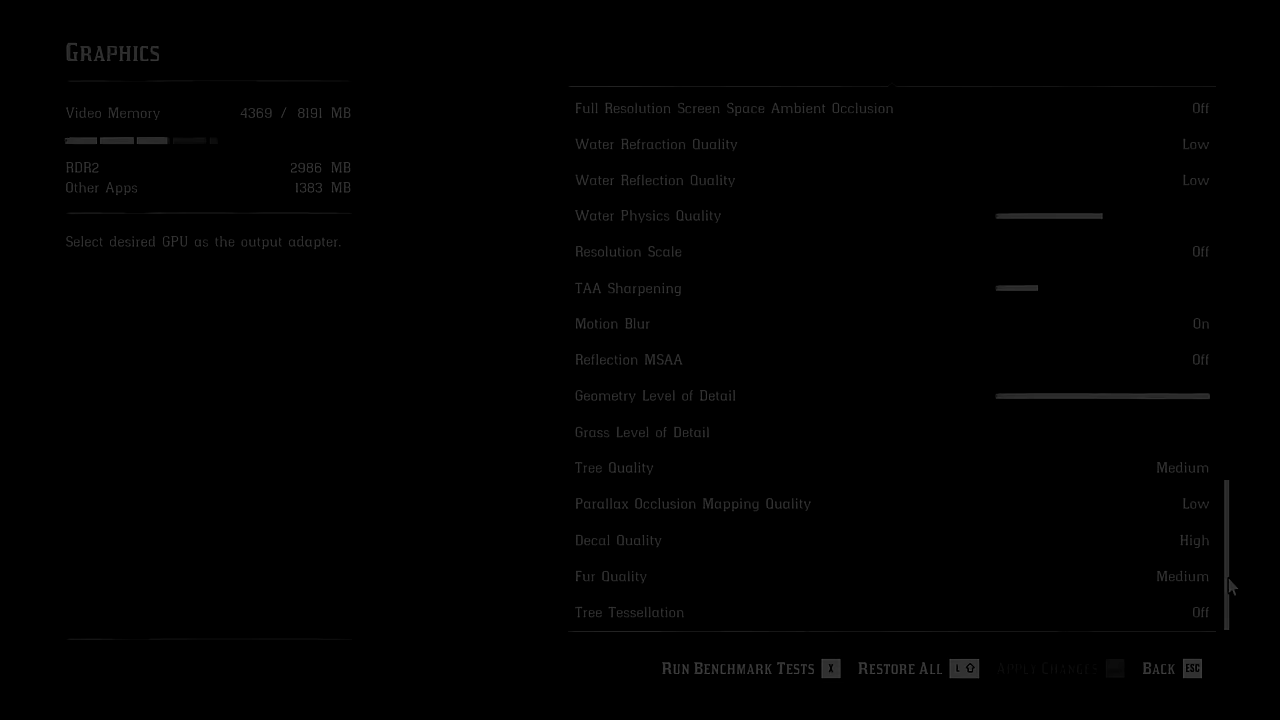 GRAPHICS
Video Memory 4369 / 8191 MB
RDR2 2986 MB
Other Apps 1383 MB
Select desired GPU as the output adapter.
Full Resolution Screen Space Ambient Occlusion Off
Water Refraction Quality Low
Water Reflection Quality Low
Water Physics Quality
Resolution Scale Off
TAA Sharpening
Motion Blur On
Reflection MSAA Off
Geometry Level of Detail
Grass Level of Detail
Tree Quality Medium
Parallax Occlusion Mapping Quality Low
Decal Quality High
Fur Quality Medium
Tree Tessellation Off
RUN BENCHMARK TESTS X RESTORE ALL L APPLY CHANGES BACK ESC